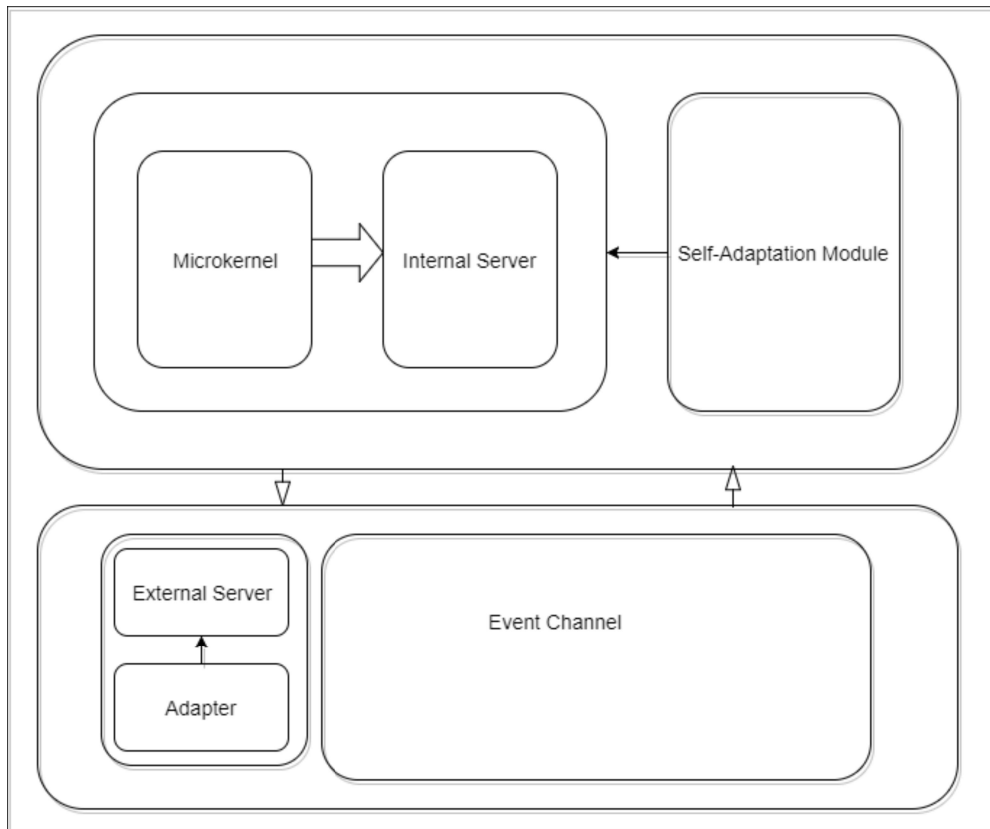 Microkernel
Internal Server
Self-Adaptation Module
External Server
Event Channel
Adapter